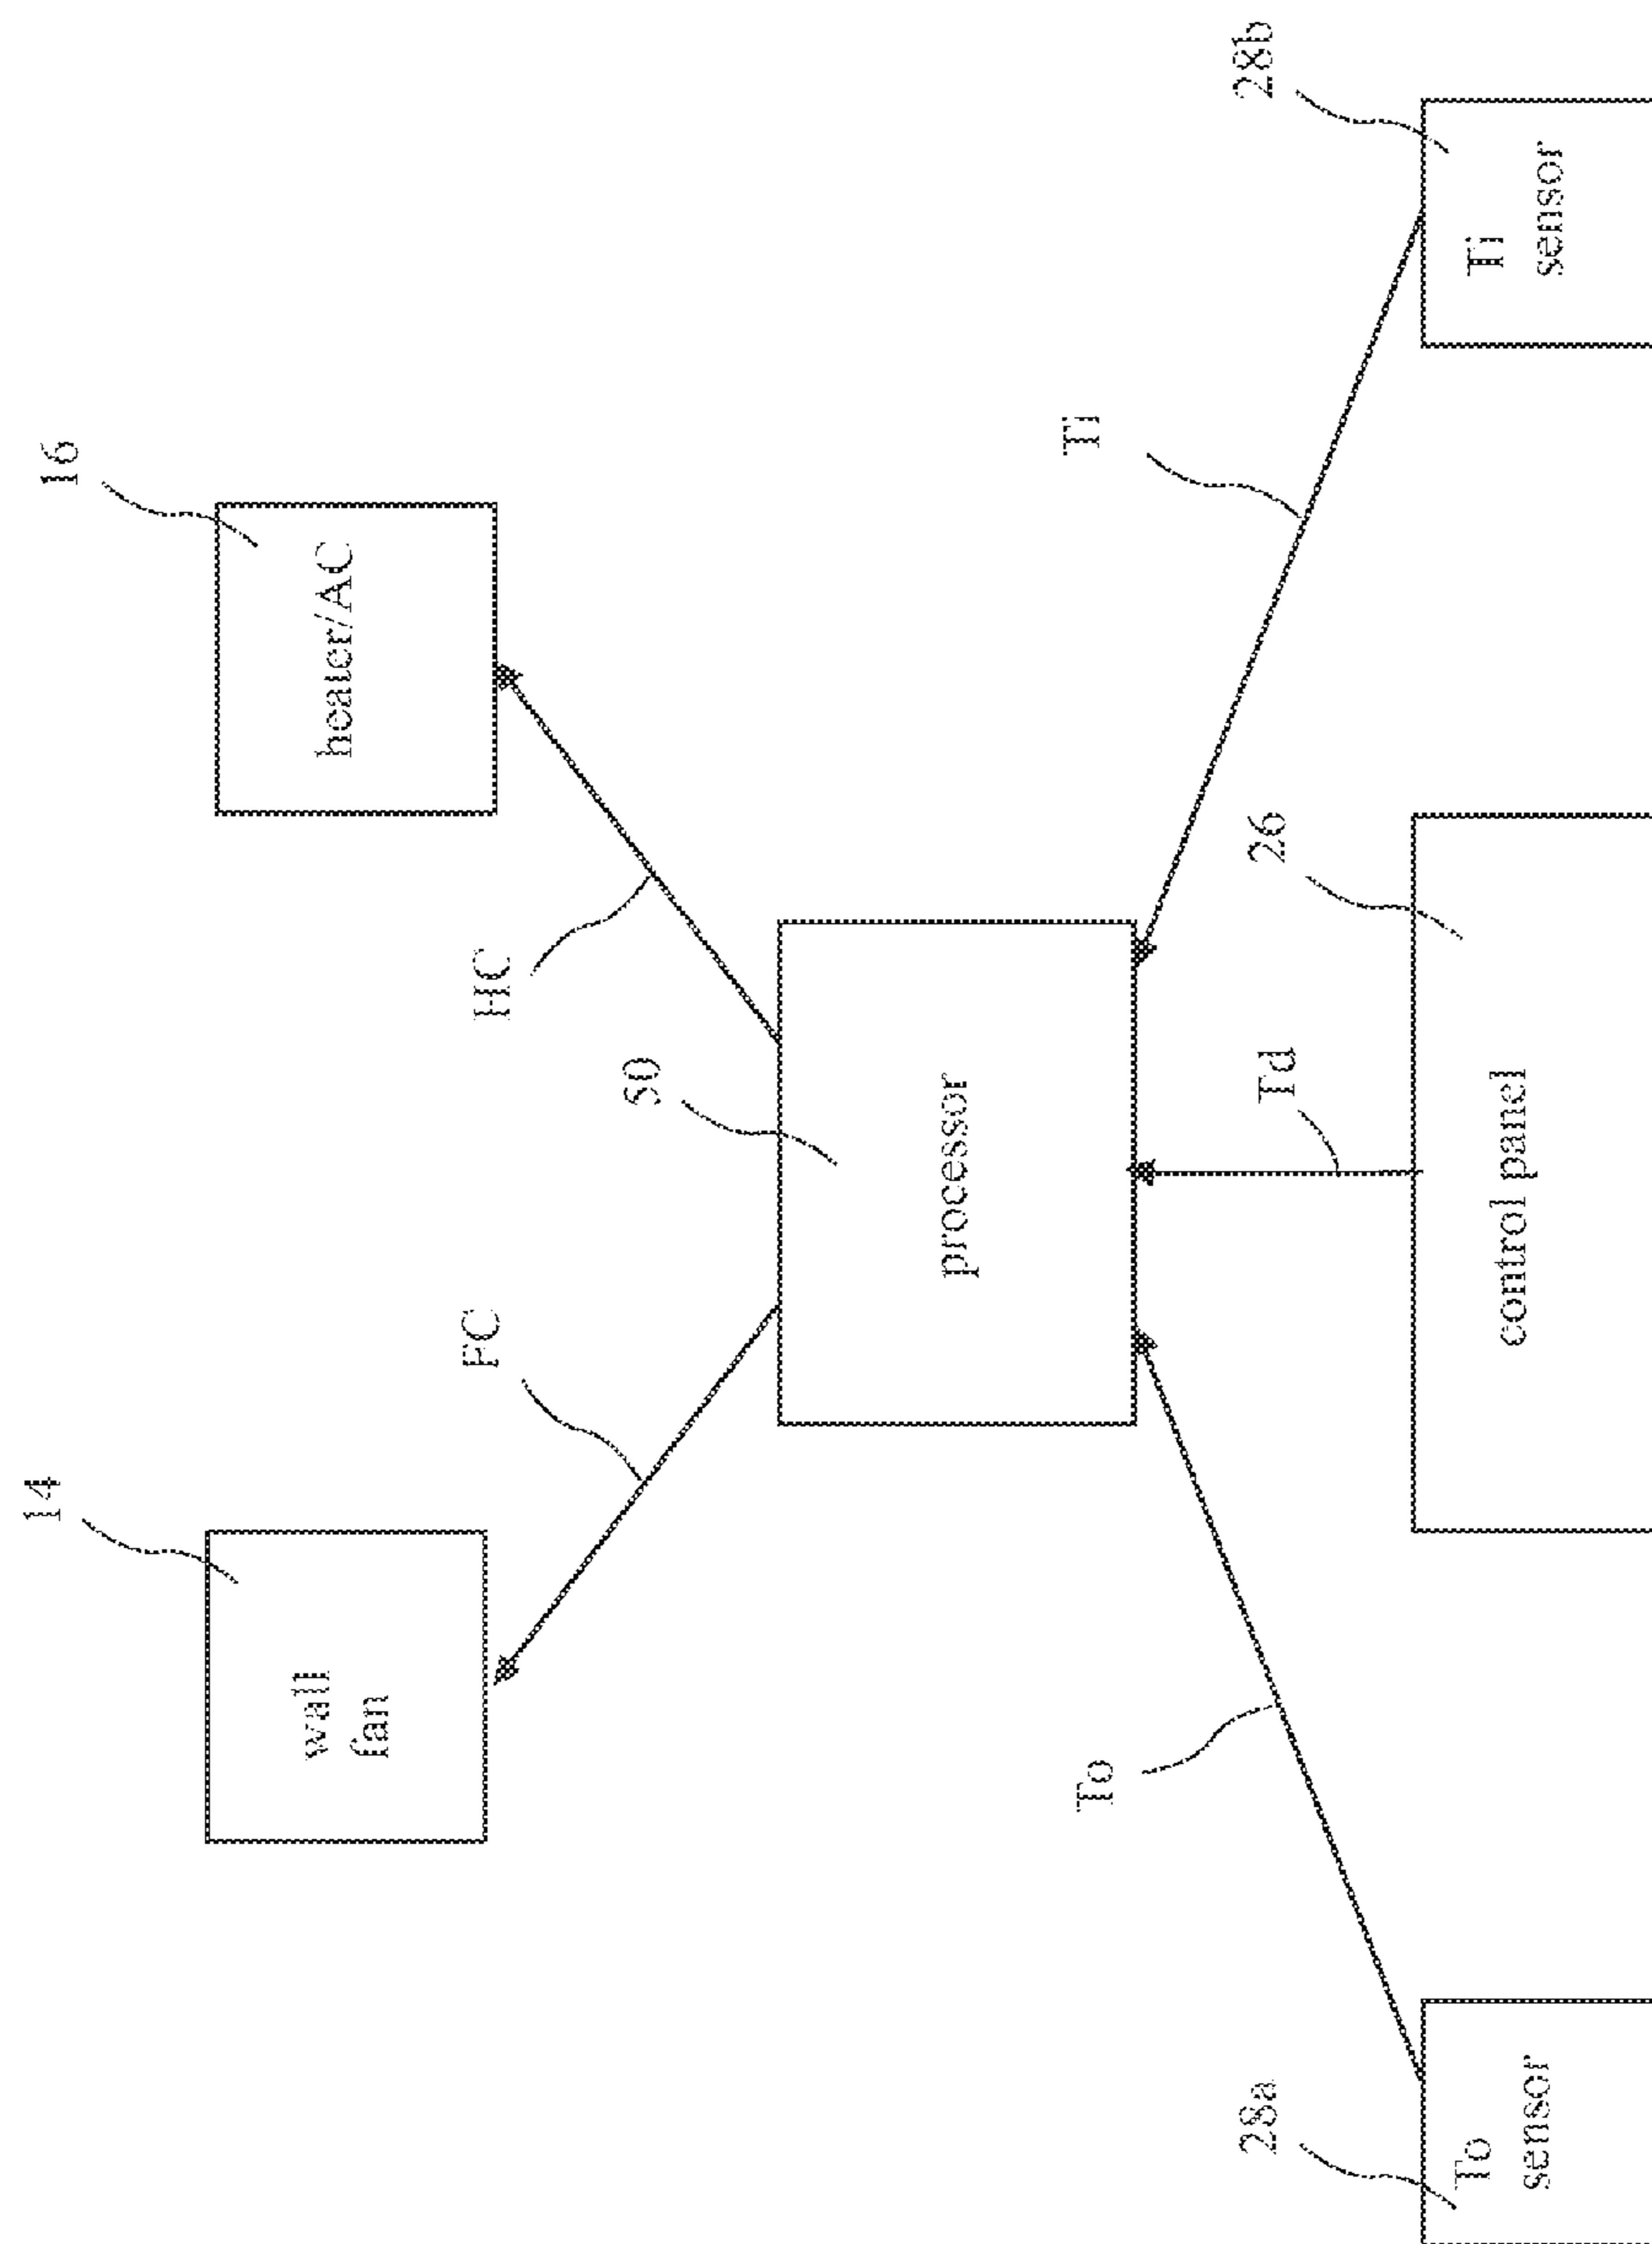 14
16
wall
fan
heater/AC
FC
HC
50
processor
To
Td
Ti
28a
26
28b
To
sensor
control panel
Ti
sensor